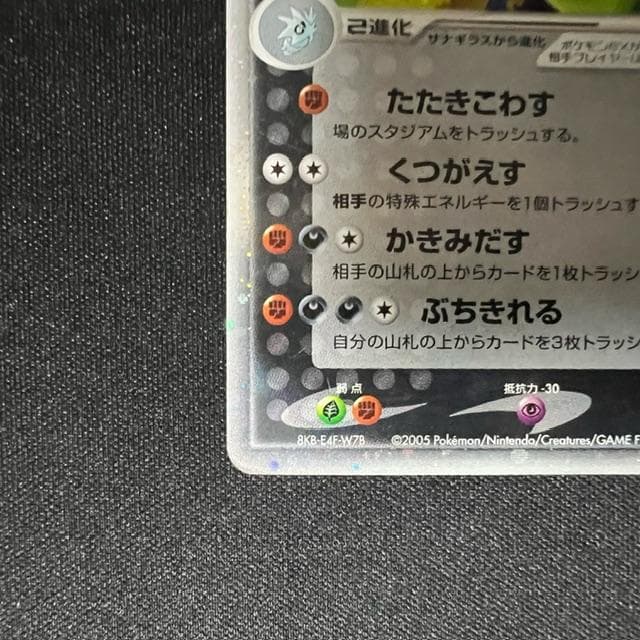 2進化
サナギラスから進化
ポケモン
相手プレイヤーは
たたきこわす
場のスタジアムをトラッシュする。
くつがえす
相手の特殊エネルギーを1個トラッシュす
かきみだす
相手の山札の上からカードを1枚トラッシ
ぶちきれる
自分の山札の上からカードを3枚トラッシ
弱点
抵抗力 -30
8KB-E4F-W7B
©2005 Pokémon/Nintendo/Creatures/GAME F